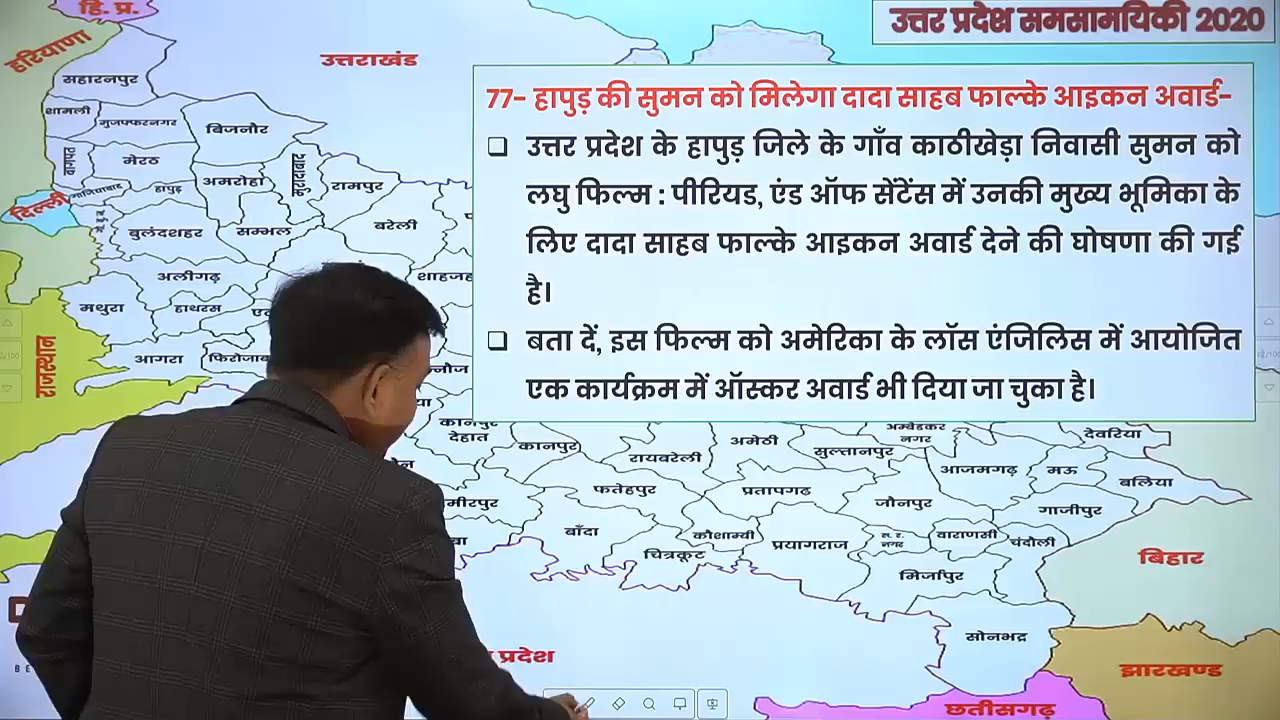 उत्तर प्रदेश समसामयिकी 2020
हि. प्र.
हरियाणा
उत्तराखंड
77- हापुड़ की सुमन को मिलेगा दादा साहब फाल्के आइकन अवार्ड-
❑ उत्तर प्रदेश के हापुड़ जिले के गाँव काठीखेड़ा निवासी सुमन को
लघु फिल्म : पीरियड, एंड ऑफ सेंटेंस में उनकी मुख्य भूमिका के
लिए दादा साहब फाल्के आइकन अवार्ड देने की घोषणा की गई
है।
❑ बता दें, इस फिल्म को अमेरिका के लॉस एंजिलिस में आयोजित
एक कार्यक्रम में ऑस्कर अवार्ड भी दिया जा चुका है।
सहारनपुर
शामली
मुजफ्फरनगर
बिजनौर
बागपत
मेरठ
मुरादाबाद
गाजियाबाद
हापुड़
अमरोहा
रामपुर
दिल्ली
बुलंदशहर
सम्भल
बरेली
अलीगढ़
शाहजह
मथुरा
हाथरस
राजस्थान
आगरा
फिरोजाब
न्नौज
कानपुर
देहात
कानपुर
रायबरेली
अमेठी
सुल्तानपुर
अम्बेडकर
नगर
देवरिया
आजमगढ़
मऊ
बलिया
मीरपुर
फतेहपुर
प्रतापगढ़
जौनपुर
गाजीपुर
बाँदा
कौशाम्बी
चित्रकूट
प्रयागराज
वाराणसी
चंदौली
मिर्जापुर
बिहार
सोनभद्र
प्रदेश
झारखण्ड
छतीसगढ़